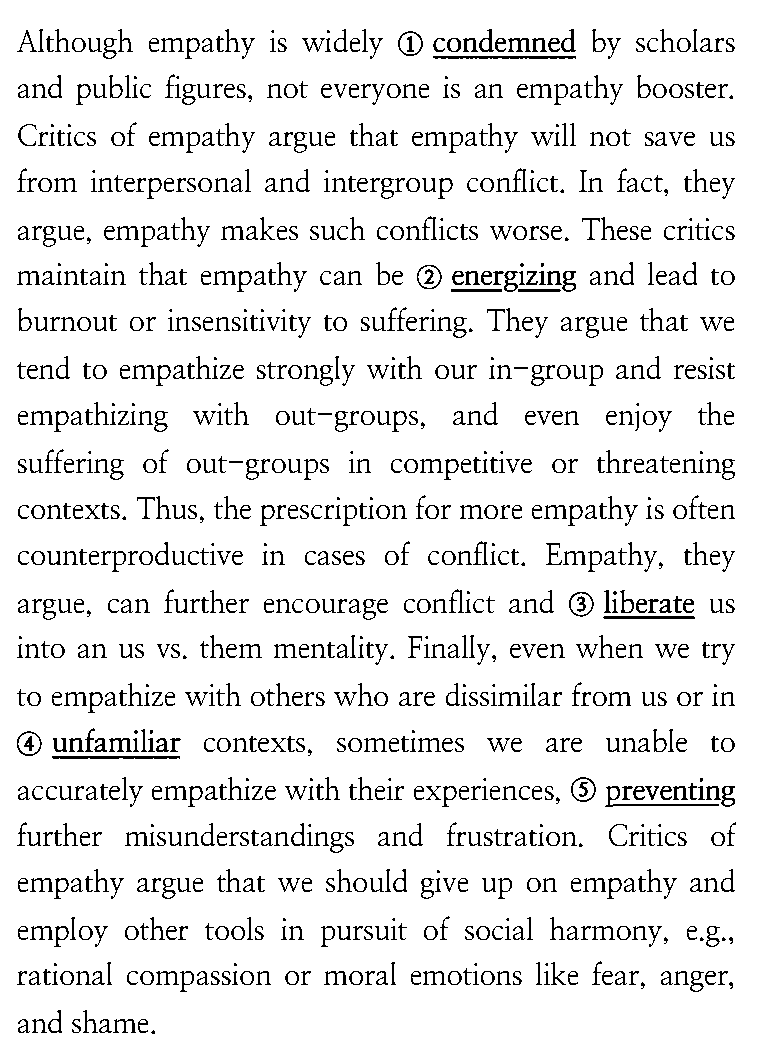 Although empathy is widely ① condemned by scholars
and public figures, not everyone is an empathy booster.
Critics of empathy argue that empathy will not save us
from interpersonal and intergroup conflict. In fact, they
argue, empathy makes such conflicts worse. These critics
maintain that empathy can be ② energizing and lead to
burnout or insensitivity to suffering. They argue that we
tend to empathize strongly with our in-group and resist
empathizing with out-groups, and even enjoy the
suffering of out-groups in competitive or threatening
contexts. Thus, the prescription for more empathy is often
counterproductive in cases of conflict. Empathy, they
argue, can further encourage conflict and ③ liberate us
into an us vs. them mentality. Finally, even when we try
to empathize with others who are dissimilar from us or in
④ unfamiliar contexts, sometimes we are unable to
accurately empathize with their experiences, ⑤ preventing
further misunderstandings and frustration. Critics of
empathy argue that we should give up on empathy and
employ other tools in pursuit of social harmony, e.g.,
rational compassion or moral emotions like fear, anger,
and shame.